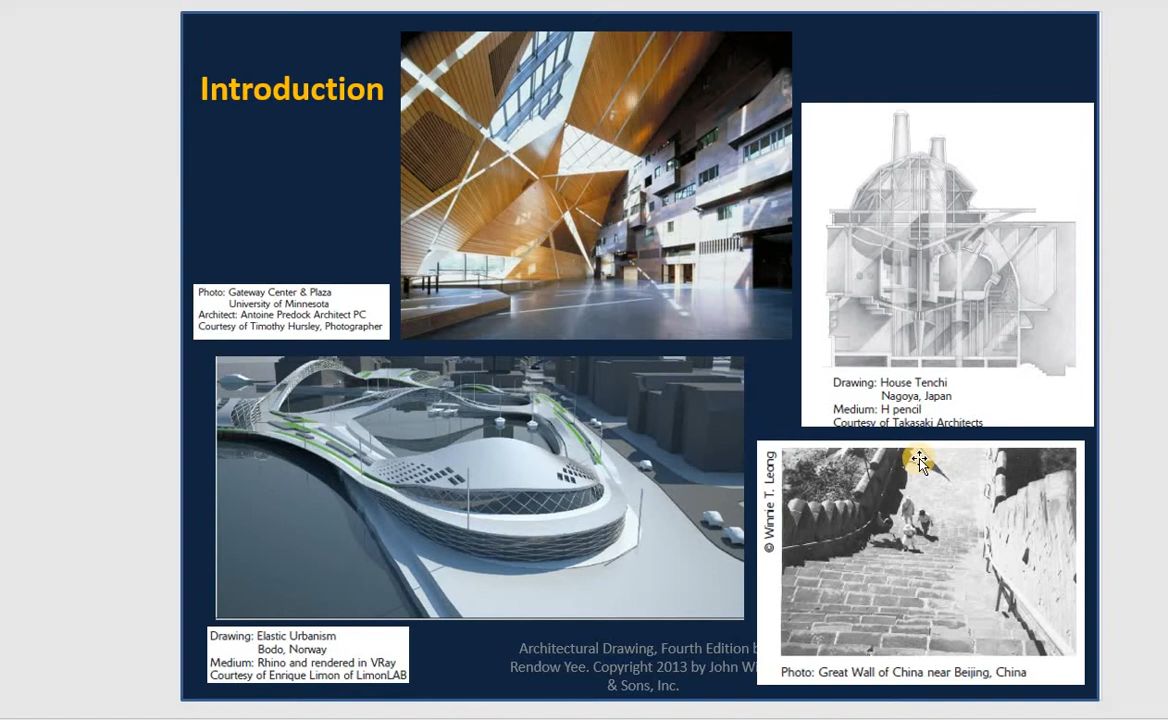 Introduction
Photo: Gateway Center & Plaza
University of Minnesota
Architect: Antoine Predock Architect PC
Courtesy of Timothy Hursley, Photographer
Drawing: House Tenchi
Nagoya, Japan
Medium: H pencil
Courtesy of Takasaki Architects
© Winnie T. Leong
Photo: Great Wall of China near Beijing, China
Drawing: Elastic Urbanism
Bodo, Norway
Medium: Rhino and rendered in VRay
Courtesy of Enrique Limon of LimonLAB
Architectural Drawing, Fourth Edition
Rendow Yee. Copyright 2013 by John
& Sons, Inc.